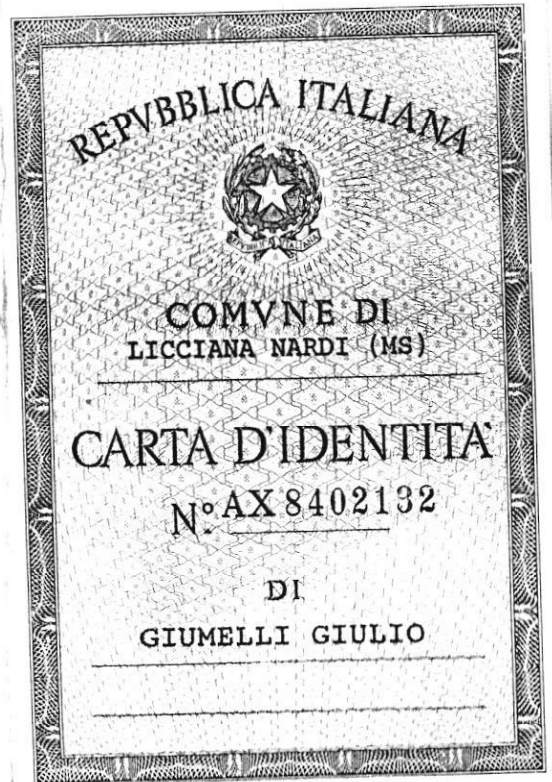 REPVBBLICA ITALIANA
COMVNE DI
LICCIANA NARDI (MS)
CARTA D'IDENTITA'
N° AX 8402132
DI
GIUMELLI GIULIO